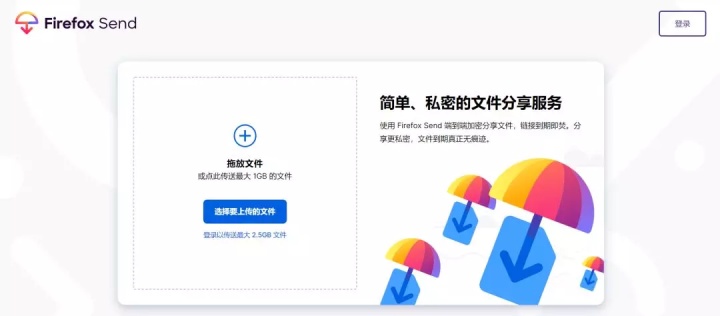 Firefox Send
登录
拖放文件
或点此传送最大 1GB 的文件
选择要上传的文件
登录以传送最大 2.5GB 文件
简单、私密的文件分享服务
使用 Firefox Send 端到端加密分享文件，链接到期即焚。分
享更私密，文件到期真正无痕迹。